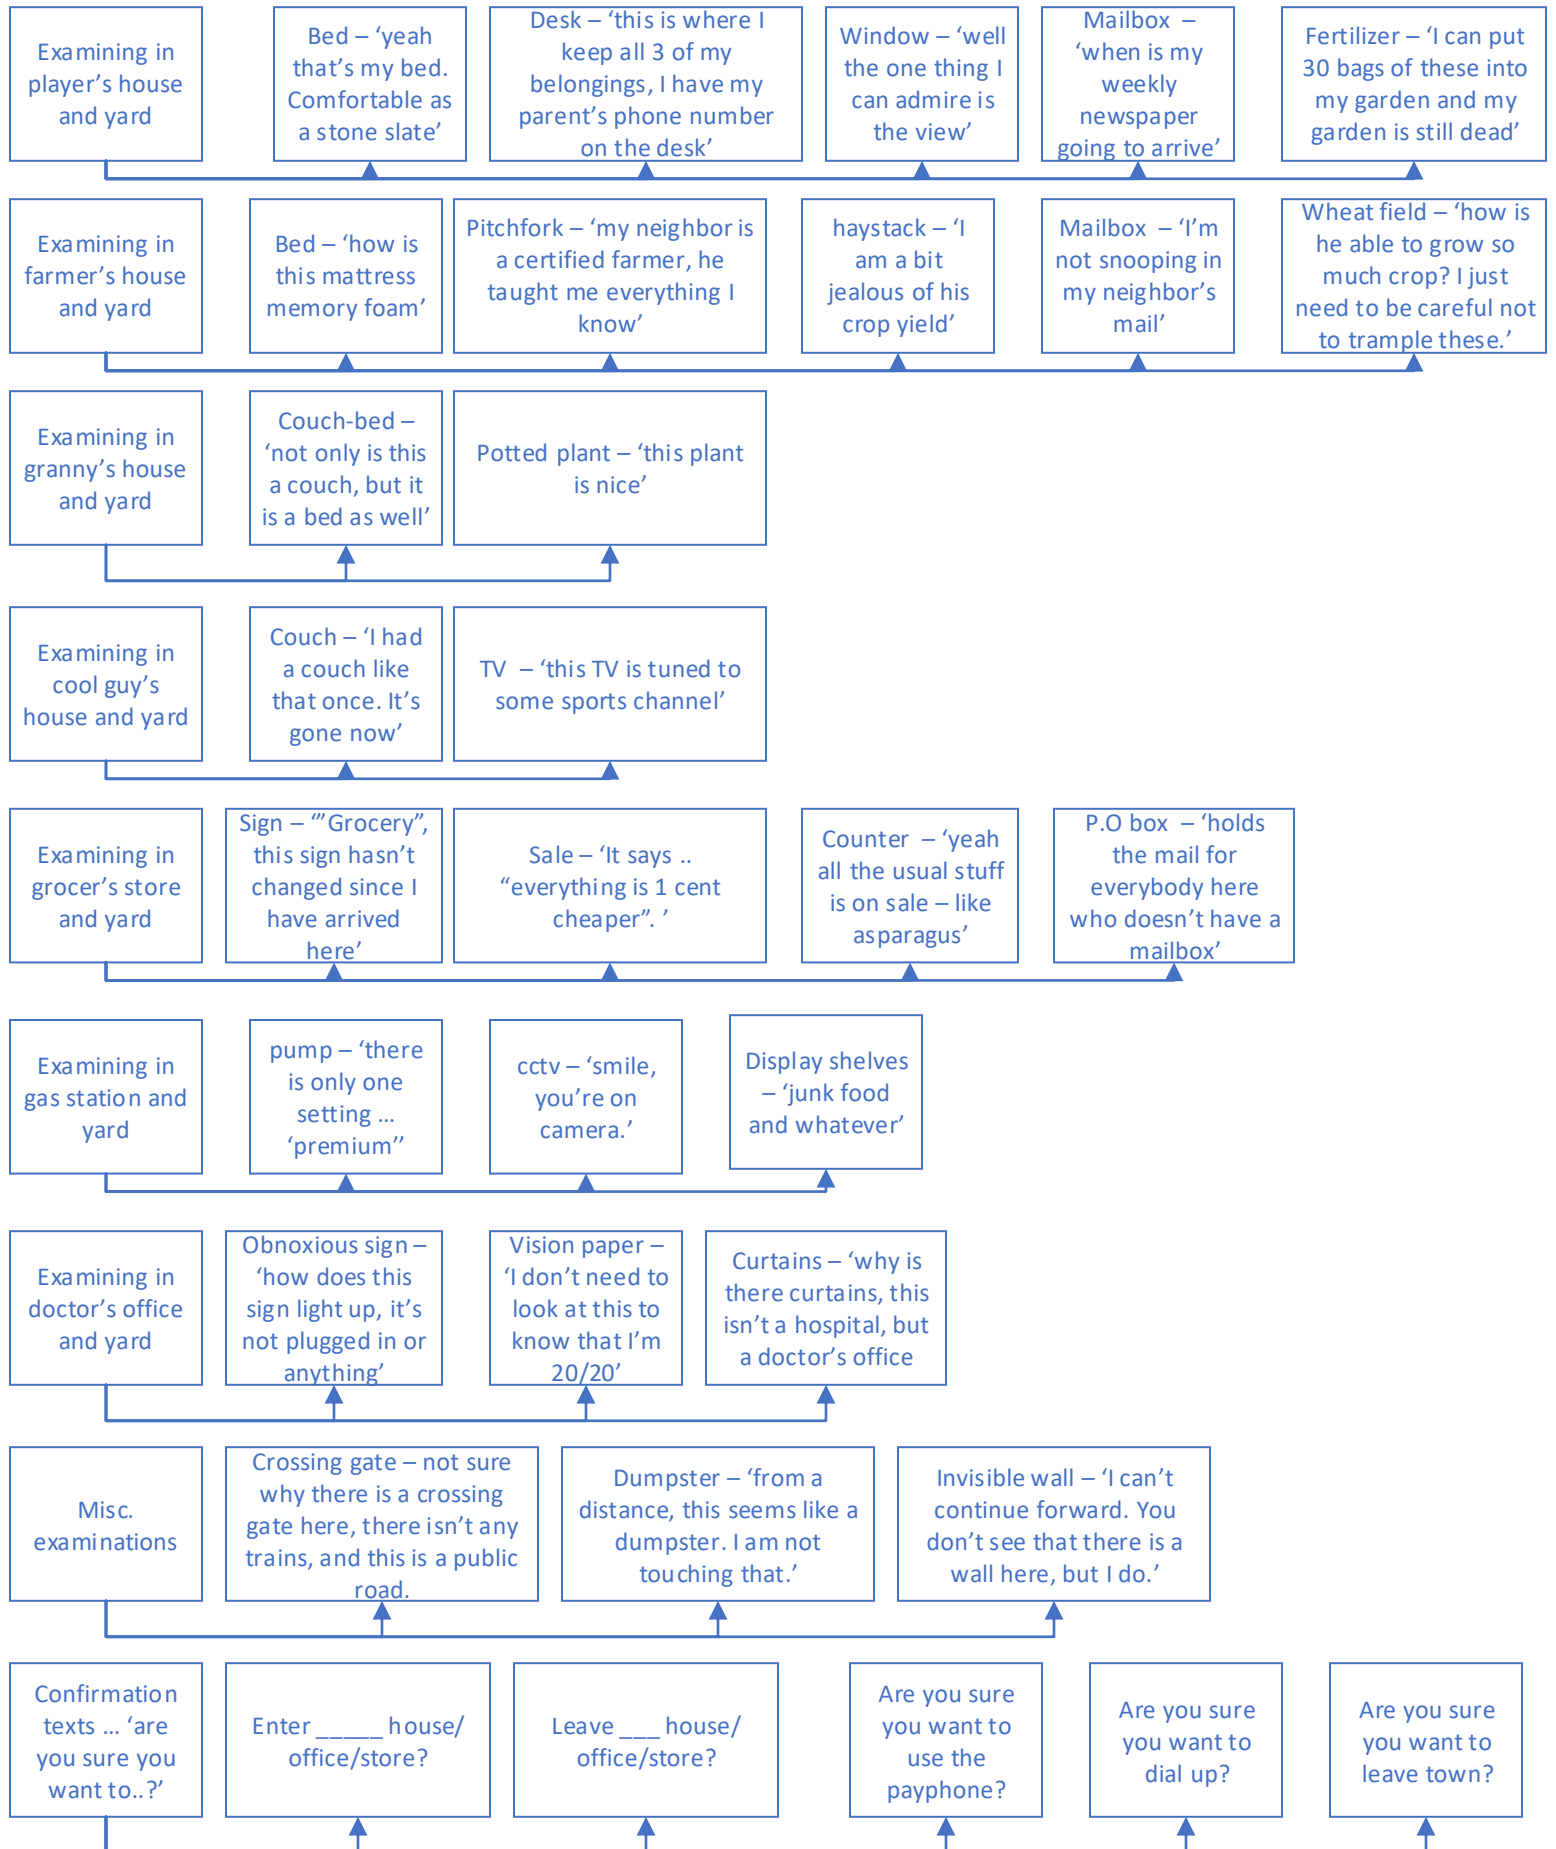 Examining in
player’s house
and yard
Bed – ‘yeah
that’s my bed.
Comfortable as
a stone slate’
Desk – ‘this is where I
keep all 3 of my
belongings, I have my
parent’s phone number
on the desk’
Window – ‘well
the one thing I
can admire is
the view’
Mailbox –
‘when is my
weekly
newspaper
going to arrive’
Fertilizer – ‘I can put
30 bags of these into
my garden and my
garden is still dead’
Examining in
farmer’s house
and yard
Bed – ‘how is
this mattress
memory foam’
Pitchfork – ‘my neighbor is
a certified farmer, he
taught me everything I
know’
haystack – ‘I
am a bit
jealous of his
crop yield’
Mailbox – ‘I’m
not snooping in
my neighbor’s
mail’
Wheat field – ‘how is
he able to grow so
much crop? I just
need to be careful not
to trample these.’
Examining in
granny’s house
and yard
Couch-bed –
‘not only is this
a couch, but it
is a bed as well’
Potted plant – ‘this plant
is nice’
Examining in
cool guy’s
house and yard
Couch – ‘I had
a couch like
that once. It’s
gone now’
TV – ‘this TV is tuned to
some sports channel’
Examining in
grocer’s store
and yard
Sign – ‘”Grocery”,
this sign hasn’t
changed since I
have arrived
here’
Sale – ‘It says ..
“everything is 1 cent
cheaper”. ’
Counter – ‘yeah
all the usual stuff
is on sale – like
asparagus’
P.O box – ‘holds
the mail for
everybody here
who doesn’t have a
mailbox’
Examining in
gas station and
yard
pump – ‘there
is only one
setting …
‘premium’’
cctv – ‘smile,
you’re on
camera.’
Display shelves
– ‘junk food
and whatever’
Examining in
doctor’s office
and yard
Obnoxious sign –
‘how does this
sign light up, it’s
not plugged in or
anything’
Vision paper –
‘I don’t need to
look at this to
know that I’m
20/20’
Curtains – ‘why is
there curtains, this
isn’t a hospital, but
a doctor’s office
Misc.
examinations
Crossing gate – not sure
why there is a crossing
gate here, there isn’t any
trains, and this is a public
road.
Dumpster – ‘from a
distance, this seems like a
dumpster. I am not
touching that.’
Invisible wall – ‘I can’t
continue forward. You
don’t see that there is a
wall here, but I do.’
Confirmation
texts … ‘are
you sure you
want to..?’
Enter _____ house/
office/store?
Leave ___ house/
office/store?
Are you sure
you want to
use the
payphone?
Are you sure
you want to
dial up?
Are you sure
you want to
leave town?